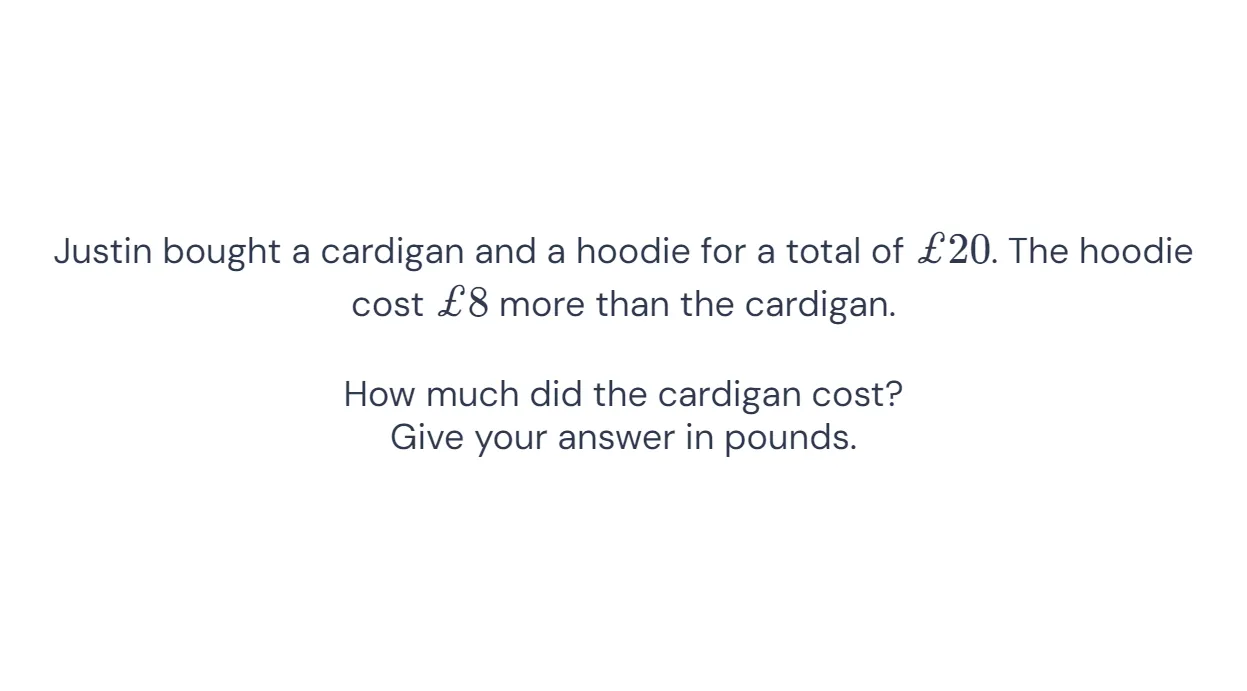 Justin bought a cardigan and a hoodie for a total of £20. The hoodie
cost £8 more than the cardigan.
How much did the cardigan cost?
Give your answer in pounds.